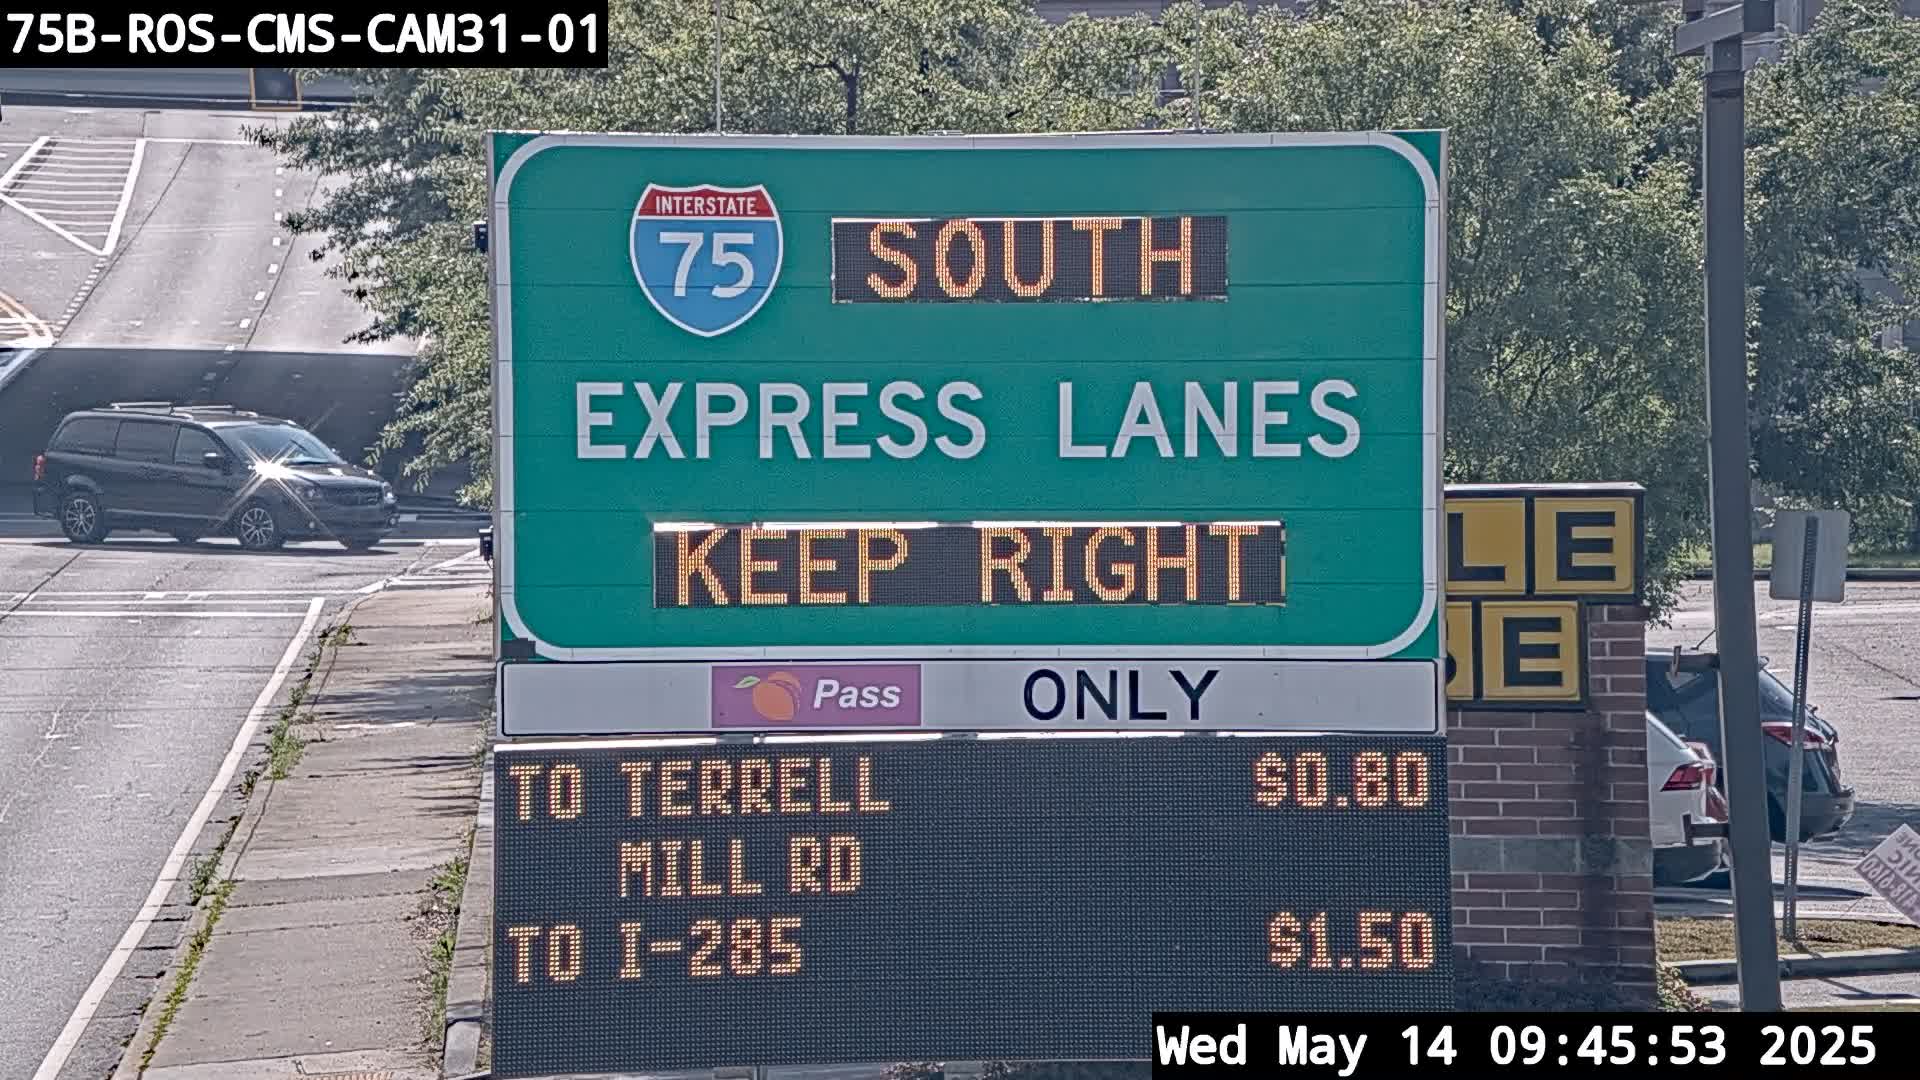 75B-ROS-CMS-CAM31-01
INTERSTATE
75
SOUTH
EXPRESS LANES
KEEP RIGHT
Pass ONLY
TO TERRELL $0.80
MILL RD
TO I-285 $1.50
LE
E
Wed May 14 09:45:53 2025